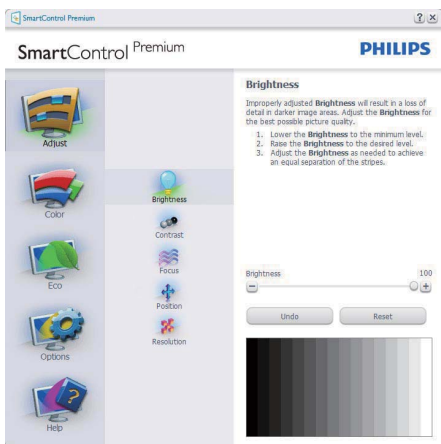 SmartControl Premium
? ×
SmartControl Premium
PHILIPS
Adjust
Color
Eco
Options
Help
Brightness
Contrast
Focus
Position
Resolution
Brightness
Improperly adjusted Brightness will result in a loss of
detail in darker image areas. Adjust the Brightness for
the best possible picture quality.
1. Lower the Brightness to the minimum level.
2. Raise the Brightness to the desired level.
3. Adjust the Brightness as needed to achieve
an equal separation of the stripes.
Brightness 100
Undo Reset